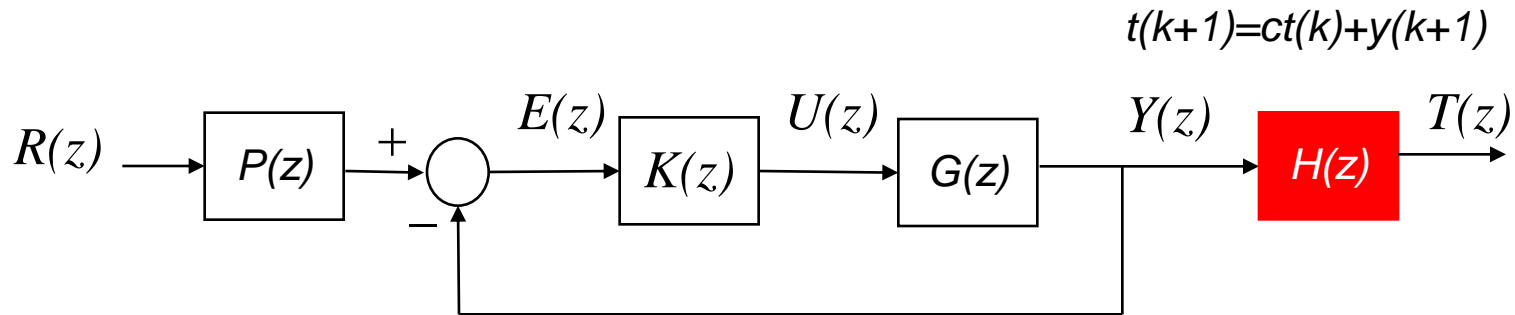 t(k+1)=ct(k)+y(k+1)
R(z) P(z) + E(z) K(z) U(z) G(z) Y(z) H(z) T(z)
−